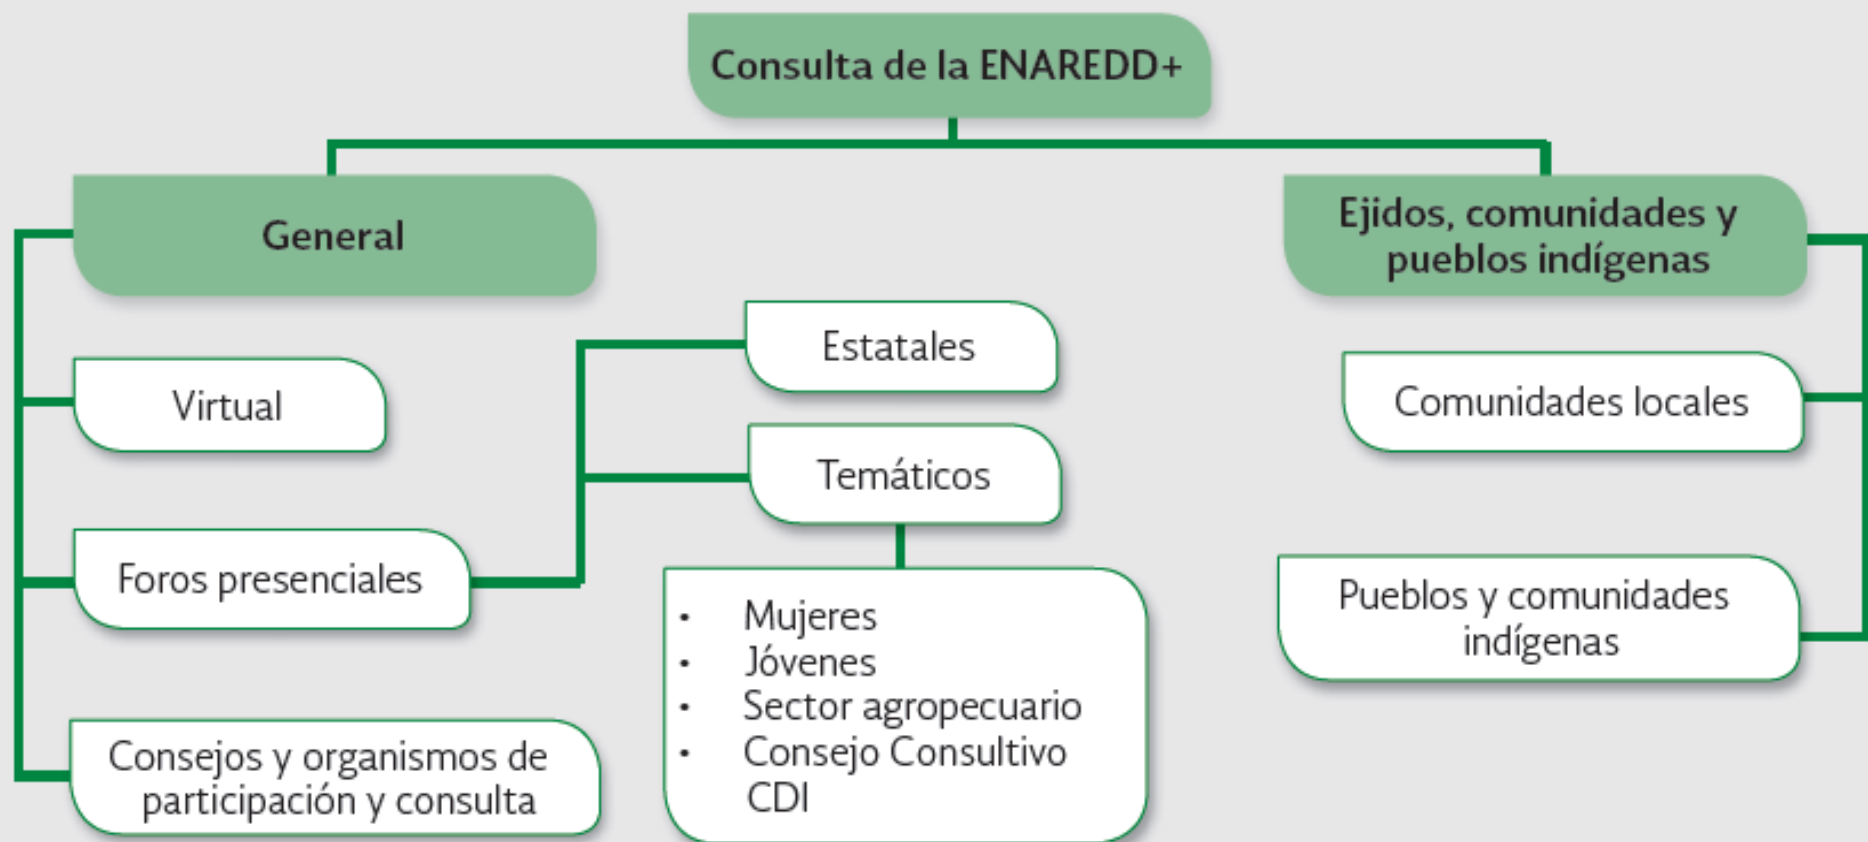 Consulta de la ENAREDD+
General
Ejidos, comunidades y
pueblos indígenas
Virtual
Foros presenciales
Consejos y organismos de
participación y consulta
Estatales
Temáticos
• Mujeres
• Jóvenes
• Sector agropecuario
• Consejo Consultivo
CDI
Comunidades locales
Pueblos y comunidades
indígenas